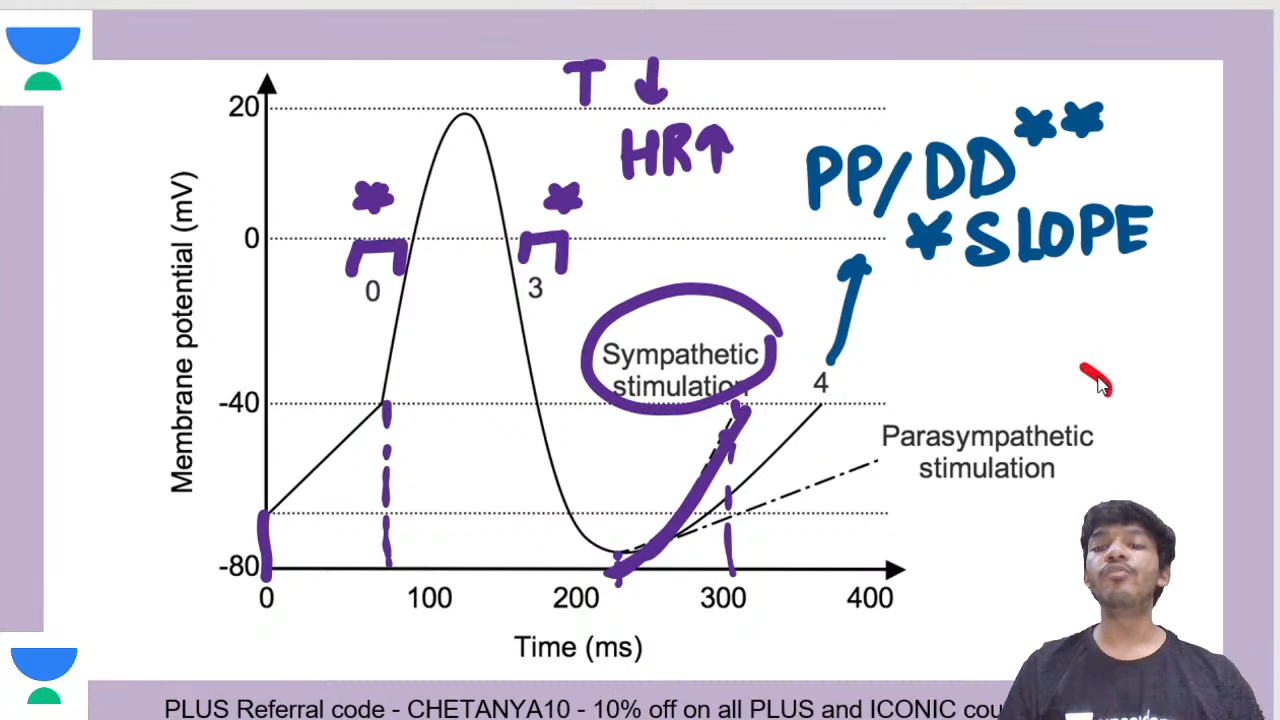 T ↓
20
HR↑
PP/DD**
*SLOPE
*
*
0
0
3
Sympathetic
stimulation
4
-40
Parasympathetic
stimulation
-80
0 100 200 300 400
Membrane potential (mV)
Time (ms)
PLUS Referral code - CHETANYA10 - 10% off on all PLUS and ICONIC cou